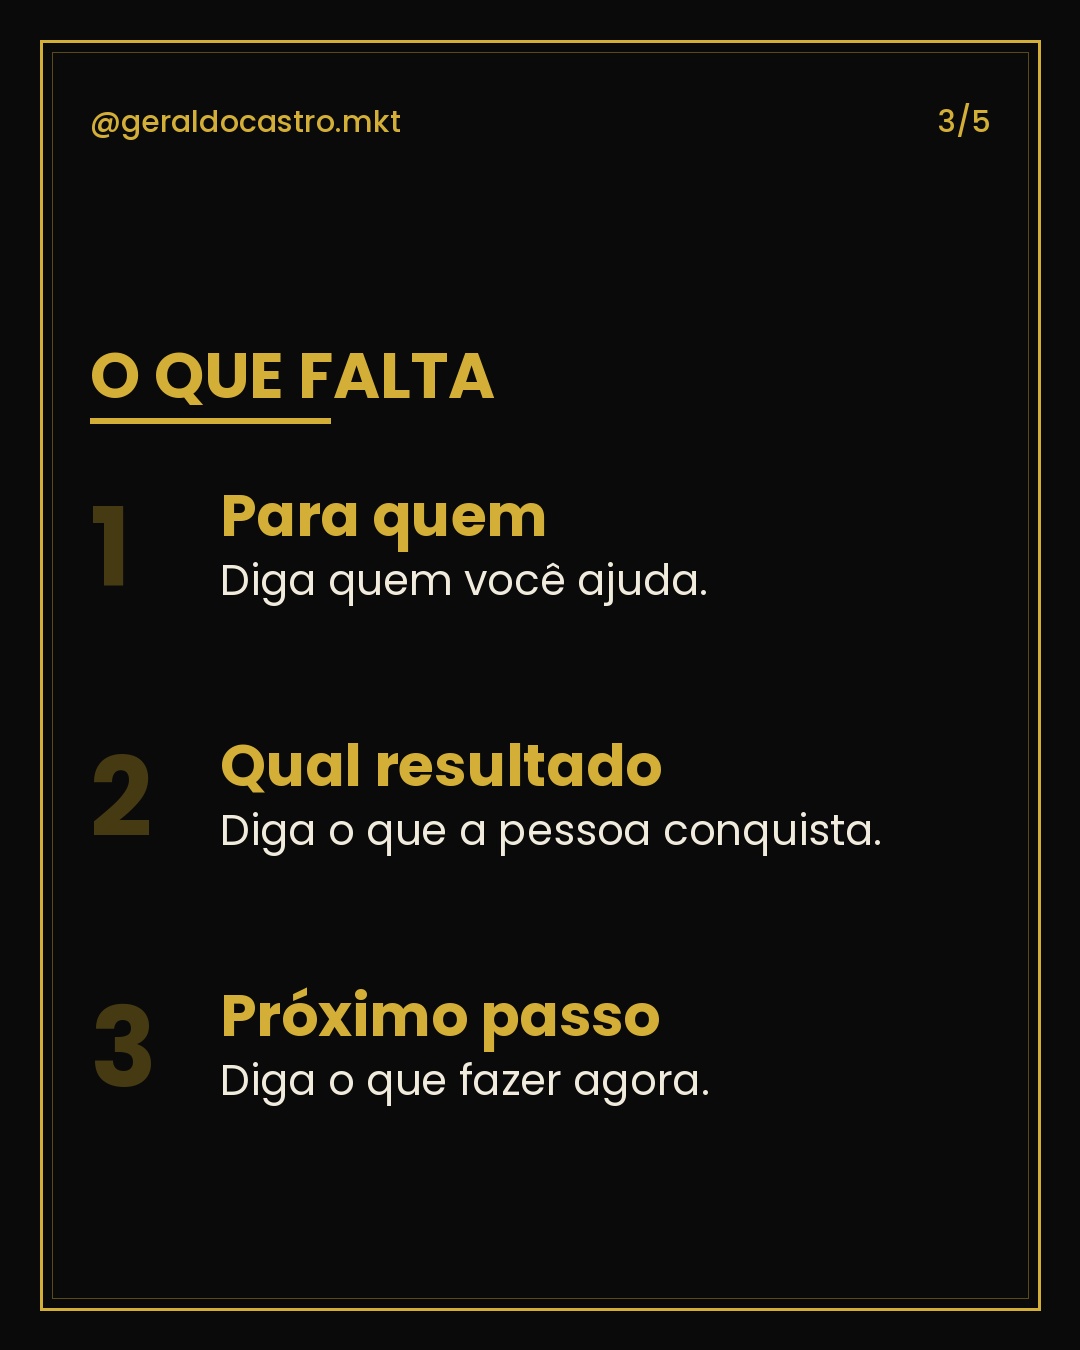 @geraldocastro.mkt
3/5
O QUE FALTA
1
Para quem
Diga quem você ajuda.
2
Qual resultado
Diga o que a pessoa conquista.
3
Próximo passo
Diga o que fazer agora.